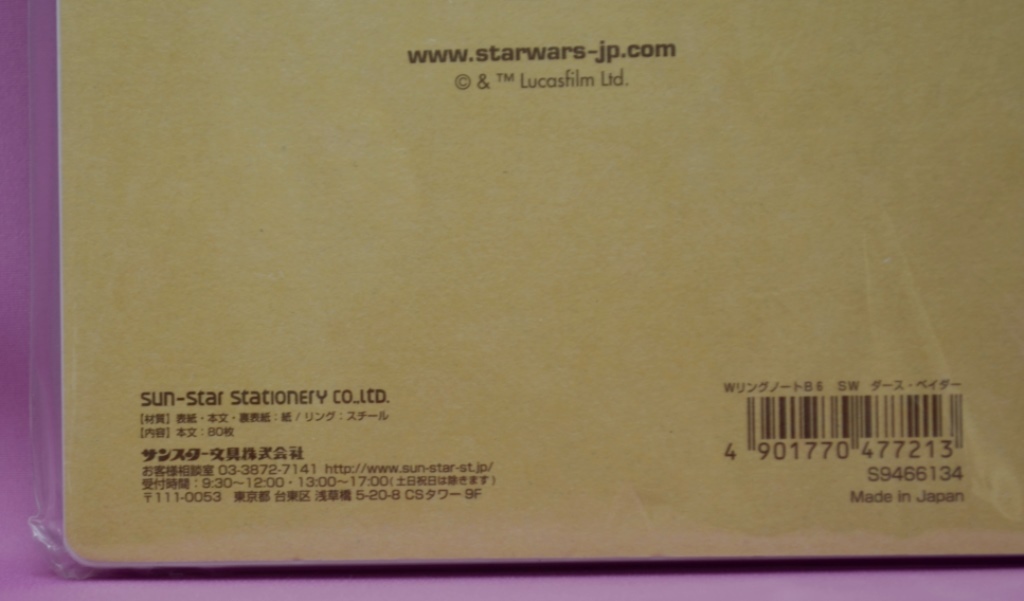 www.starwars-jp.com
© & ™ Lucasfilm Ltd.
sun-star stationery co.,ltd.
【材質】表紙・本文・裏表紙：紙 / リング：スチール
【内容】本文：80枚
サンスター文具株式会社
お客様相談室 03-3872-7141 http://www.sun-star-st.jp/
受付時間：9:30～12:00・13:00～17:00(土日祝日は除きます)
〒111-0053 東京都 台東区 浅草橋 5-20-8 CSタワー 9F
WリングノートB6 SW ダース・ベイダー
4 901770 477213
S9466134
Made in Japan